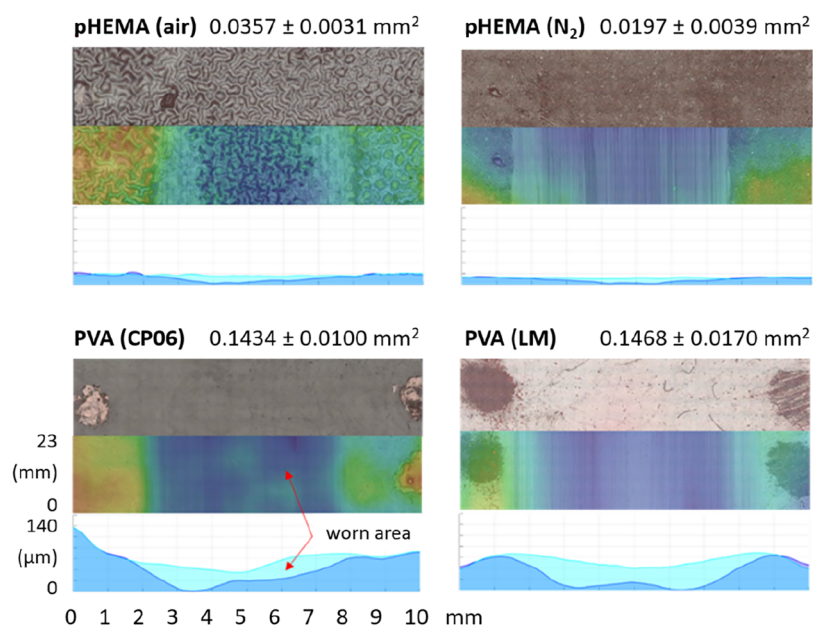 pHEMA (air) 0.0357 ± 0.0031 mm²
pHEMA (N₂) 0.0197 ± 0.0039 mm²
PVA (CP06) 0.1434 ± 0.0100 mm²
PVA (LM) 0.1468 ± 0.0170 mm²
23
(mm)
0
140
(µm)
0
worn area
0 1 2 3 4 5 6 7 8 9 10 mm